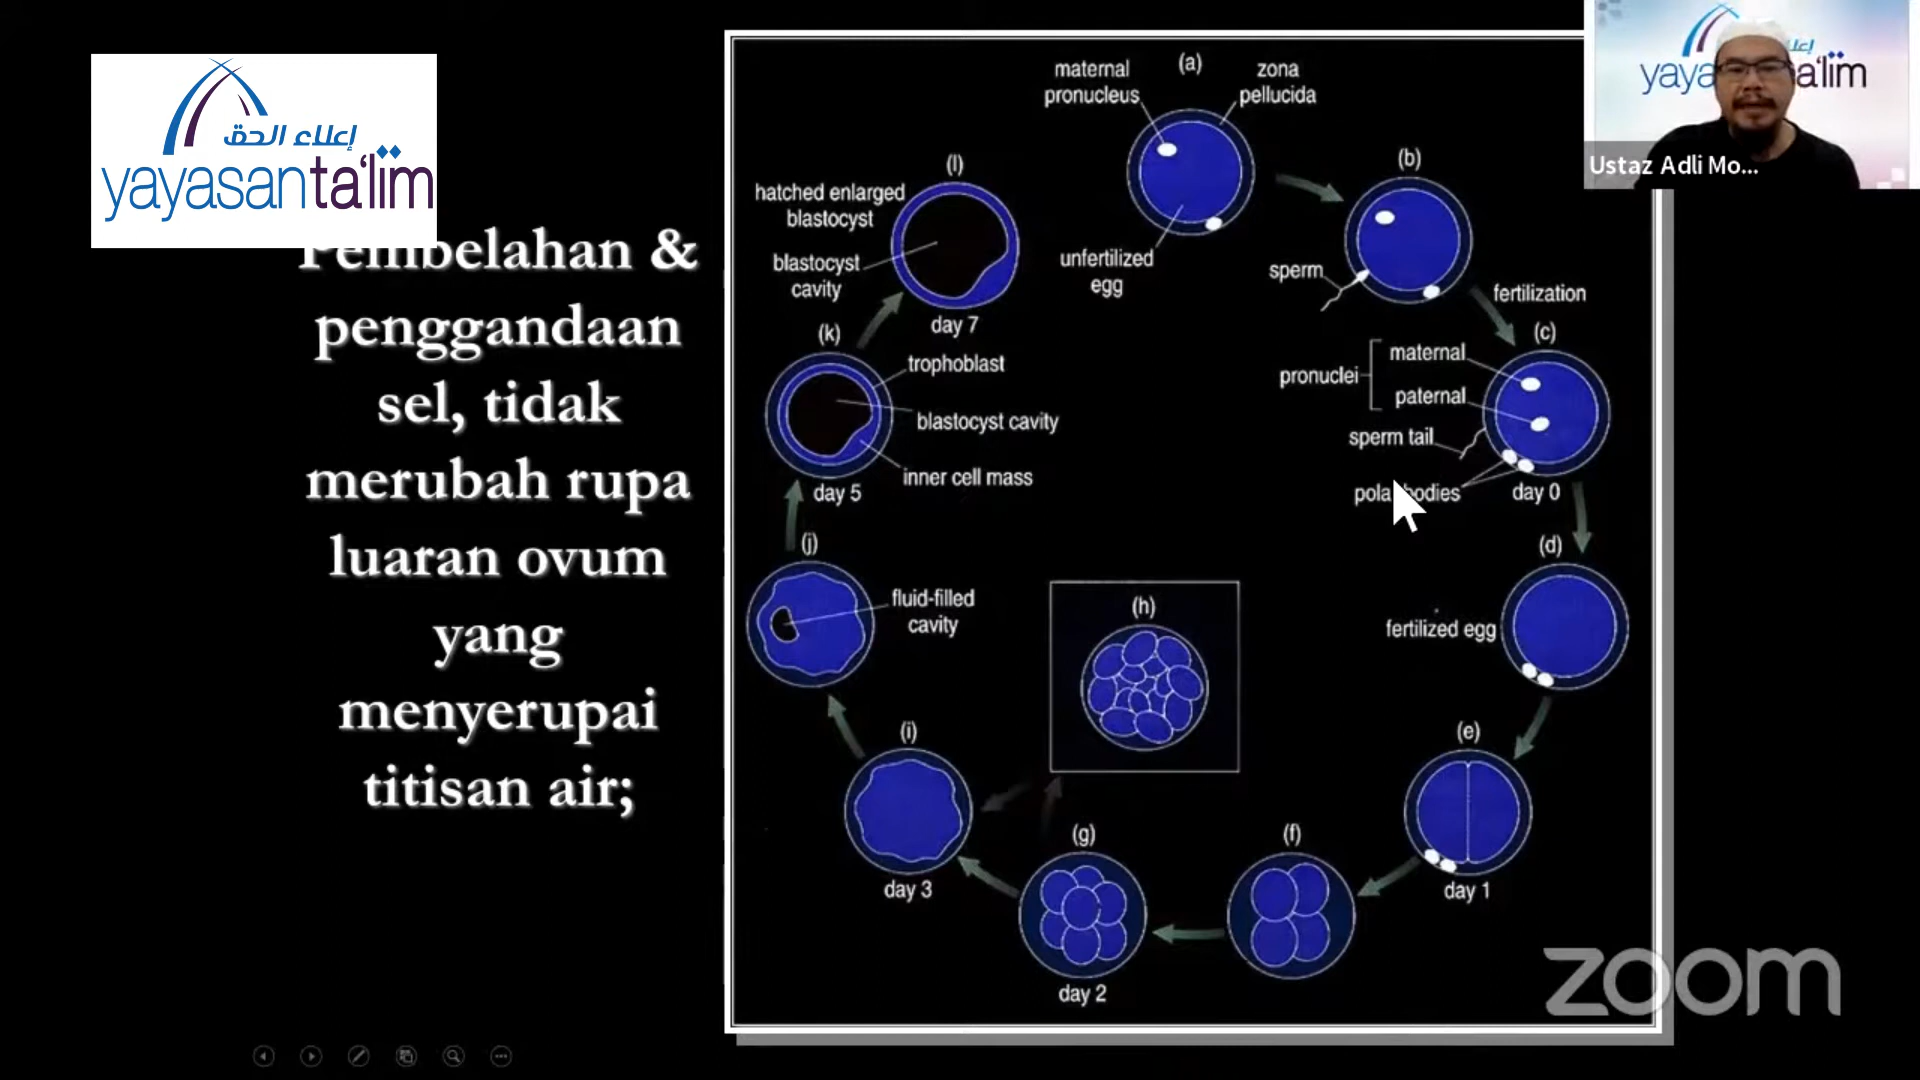 إعلاء الحق
yayasanta'lim
Pembelahan &
penggandaan
sel, tidak
merubah rupa
luaran ovum
yang
menyerupai
titisan air;
(a)
maternal
pronucleus
zona
pellucida
unfertilized
egg
(b)
sperm
fertilization
(c)
pronuclei
maternal
paternal
sperm tail
polar bodies
day 0
(d)
fertilized egg
(e)
day 1
(f)
(g)
day 2
(h)
(i)
day 3
(j)
fluid-filled
cavity
(k)
trophoblast
blastocyst cavity
inner cell mass
day 5
(l)
hatched enlarged
blastocyst
blastocyst
cavity
day 7
Ustaz Adli Mo...
zoom